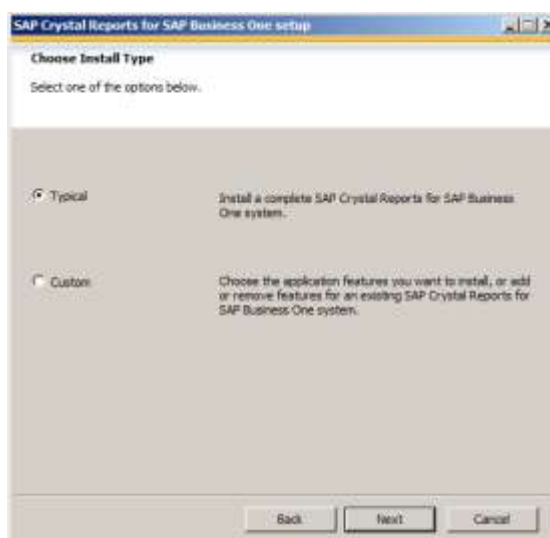 SAP Crystal Reports for SAP Business One setup
Choose Install Type
Select one of the options below.
Typical
Install a complete SAP Crystal Reports for SAP Business
One system.
Custom
Choose the application features you want to install, or add
or remove features for an existing SAP Crystal Reports for
SAP Business One system.
Back
Next
Cancel